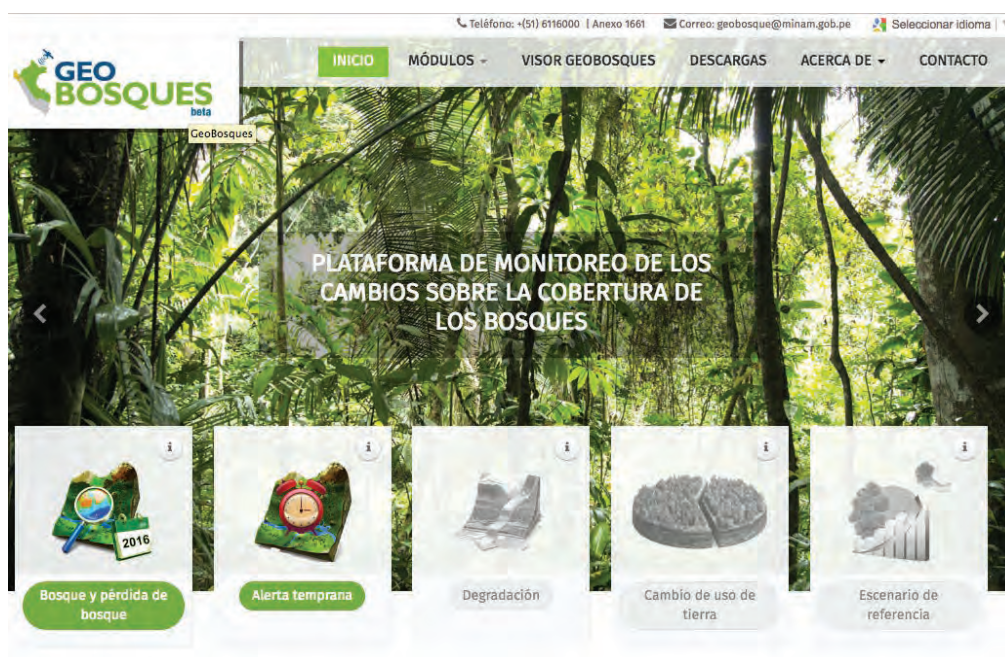 Teléfono: +(51) 6116000 | Anexo 1661 Correo: geobosque@minam.gob.pe Seleccionar idioma
GEO
BOSQUES
beta
INICIO MÓDULOS VISOR GEOBOSQUES DESCARGAS ACERCA DE CONTACTO
GeoBosques
PLATAFORMA DE MONITOREO DE LOS
CAMBIOS SOBRE LA COBERTURA DE
LOS BOSQUES
i i i i i
2016
Bosque y pérdida de
bosque
Alerta temprana
Degradación
Cambio de uso de
tierra
Escenario de
referencia